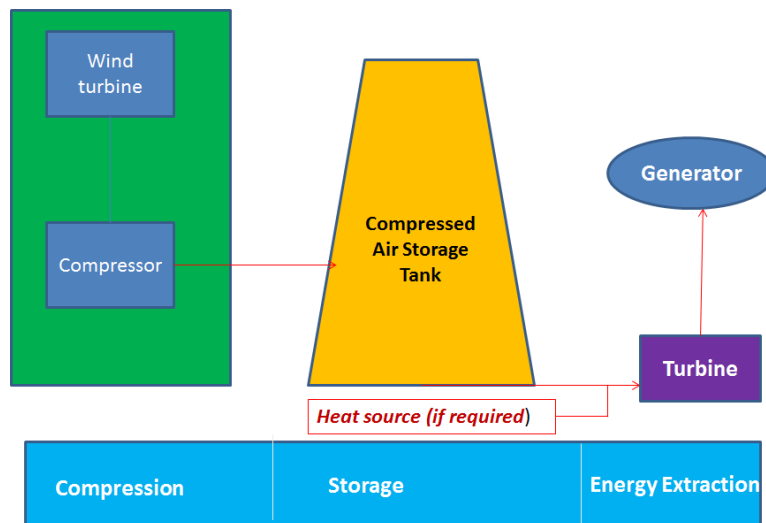 Wind
turbine
Compressor
Compressed
Air Storage
Tank
Generator
Turbine
Heat source (if required)
Compression
Storage
Energy Extraction